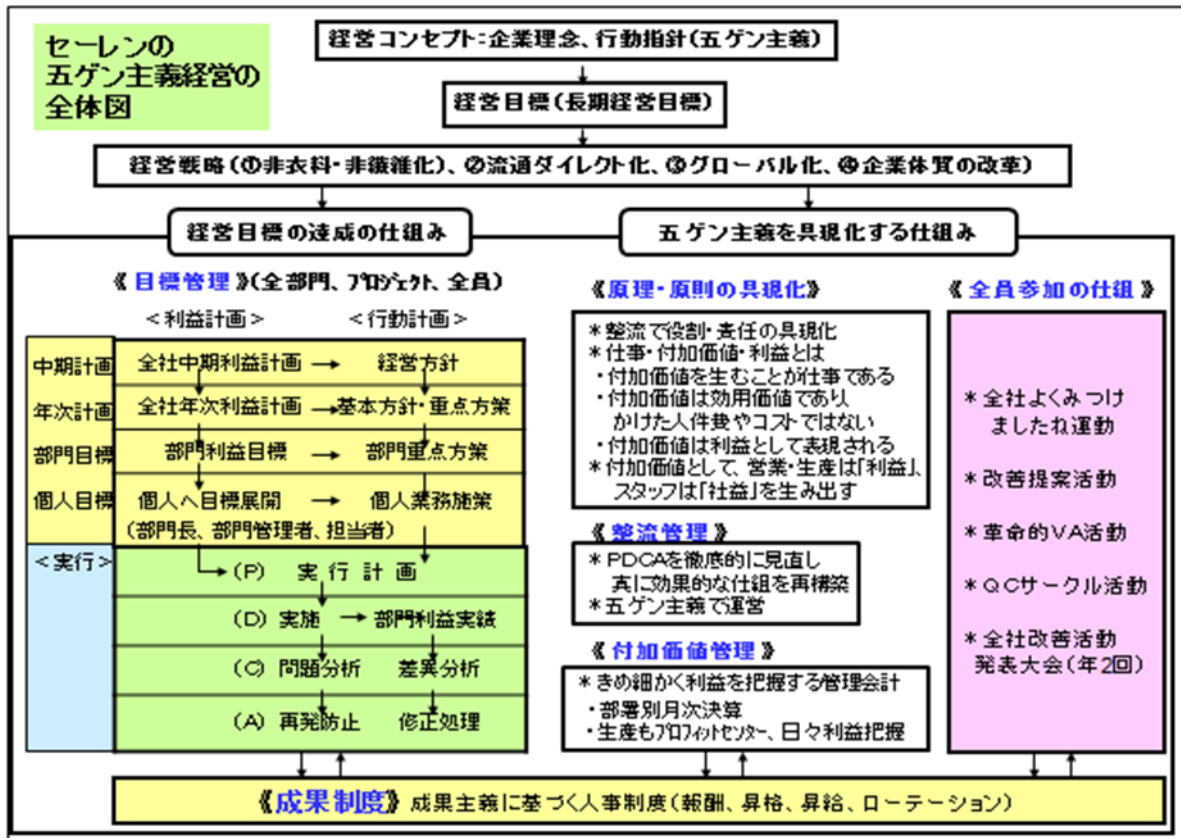 セーレンの
五ゲン主義経営の
全体図
経営コンセプト：企業理念、行動指針(五ゲン主義)
経営目標(長期経営目標)
経営戦略(①非衣料・非繊維化)、②流通ダイレクト化、③グローバル化、④企業体質の改革)
経営目標の達成の仕組み
五ゲン主義を具現化する仕組み
《目標管理》(全部門、プロジェクト、全員)
＜利益計画＞ ＜行動計画＞
中期計画 全社中期利益計画 → 経営方針
年次計画 全社年次利益計画 → 基本方針・重点方策
部門目標 部門利益目標 → 部門重点方策
個人目標 個人へ目標展開 → 個人業務施策
(部門長、部門管理者、担当者)
＜実行＞
(P) 実行計画
(D) 実施 → 部門利益実績
(C) 問題分析 差異分析
(A) 再発防止 修正処理
《原理・原則の具現化》
＊整流で役割・責任の具現化
＊仕事・付加価値・利益とは
・付加価値を生むことが仕事である
・付加価値は効用価値であり、
かけた人件費やコストではない
・付加価値は利益として表現される
＊付加価値として、営業・生産は「利益」、
スタッフは「社益」を生み出す
《整流管理》
＊PDCAを徹底的に見直し
真に効果的な仕組を再構築
＊五ゲン主義で運営
《付加価値管理》
＊きめ細かく利益を把握する管理会計
・部署別月次決算
・生産もプロフィットセンター、日々利益把握
《全員参加の仕組》
＊全社よくみつけ
ましたね運動
＊改善提案活動
＊革命的VA活動
＊QCサークル活動
＊全社改善活動
発表大会(年2回)
《成果制度》成果主義に基づく人事制度(報酬、昇格、昇給、ローテーション)